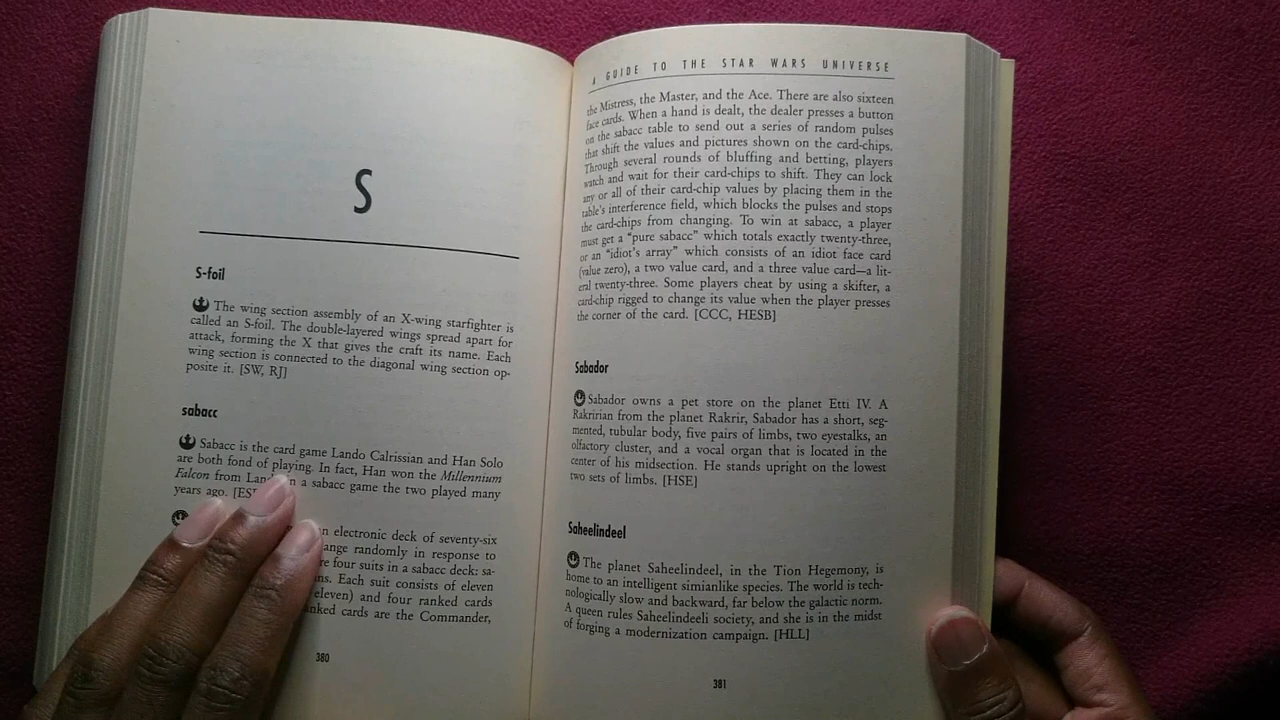 S
S-foil
The wing section assembly of an X-wing starfighter is
called an S-foil. The double-layered wings spread apart for
attack, forming the X that gives the craft its name. Each
wing section is connected to the diagonal wing section op-
posite it. [SW, RJ]
sabacc
Sabacc is the card game Lando Calrissian and Han Solo
are both fond of playing. In fact, Han won the Millennium
Falcon from a sabacc game the two played many
years ago.
electronic deck of seventy-six
randomly in response to
four suits in a sabacc deck: sa-
Each suit consists of eleven
eleven) and four ranked cards
cards are the Commander,
380
A GUIDE TO THE STAR WARS UNIVERSE
the Mistress, the Master, and the Ace. There are also sixteen
face cards. When a hand is dealt, the dealer presses a button
on the sabacc table to send out a series of random pulses
that shift the values and pictures shown on the card-chips.
Through several rounds of bluffing and betting, players
watch and wait for their card-chips to shift. They can lock
any or all of their card-chip values by placing them in the
table's interference field, which blocks the pulses and stops
the card-chips from changing. To win at sabacc, a player
must get a "pure sabacc" which totals exactly twenty-three,
or an "idiot's array" which consists of an idiot face card
(value zero), a two value card, and a three value card—a lit-
eral twenty-three. Some players cheat by using a skifter, a
card-chip rigged to change its value when the player presses
the corner of the card. [CCC, HESB]
Sabador
Sabador owns a pet store on the planet Etti IV. A
Rakririan from the planet Rakrir, Sabador has a short, seg-
mented, tubular body, five pairs of limbs, two eyestalks, an
olfactory cluster, and a vocal organ that is located in the
center of his midsection. He stands upright on the lowest
two sets of limbs. [HSE]
Saheelindeel
The planet Saheelindeel, in the Tion Hegemony, is
home to an intelligent simianlike species. The world is tech-
nologically slow and backward, far below the galactic norm.
A queen rules Saheelindeeli society, and she is in the midst
of forging a modernization campaign. [HLL]
381